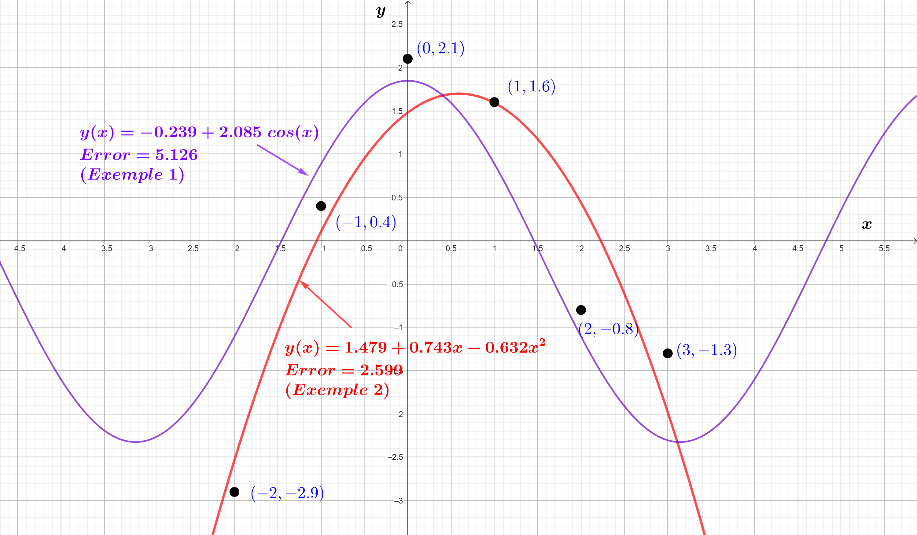 y
2.5
(0, 2.1)
2
(1, 1.6)
1.5
y(x) = −0.239 + 2.085 cos(x)
Error = 5.126
(Exemple 1)
1
0.5
(−1, 0.4)
x
4.5 4 3.5 3 2.5 2 1.5 1 0.5 0 0.5 1 1.5 2 2.5 3 3.5 4 4.5 5 5.5
−0.5
(2, −0.8)
−1
y(x) = 1.479 + 0.743x − 0.632x²
(3, −1.3)
Error = 2.599
(Exemple 2)
−2
−2.5
(−2, −2.9)
−3